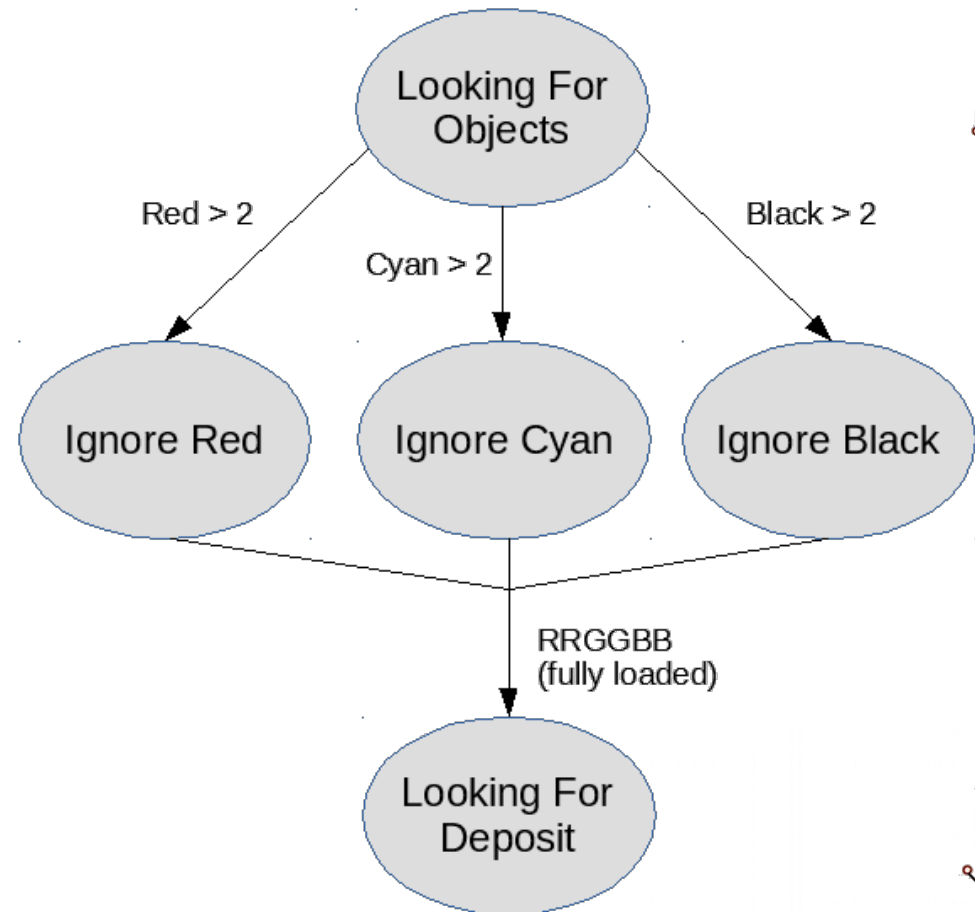 Looking For
Objects
Red > 2
Cyan > 2
Black > 2
Ignore Red
Ignore Cyan
Ignore Black
RRGGBB
(fully loaded)
Looking For
Deposit